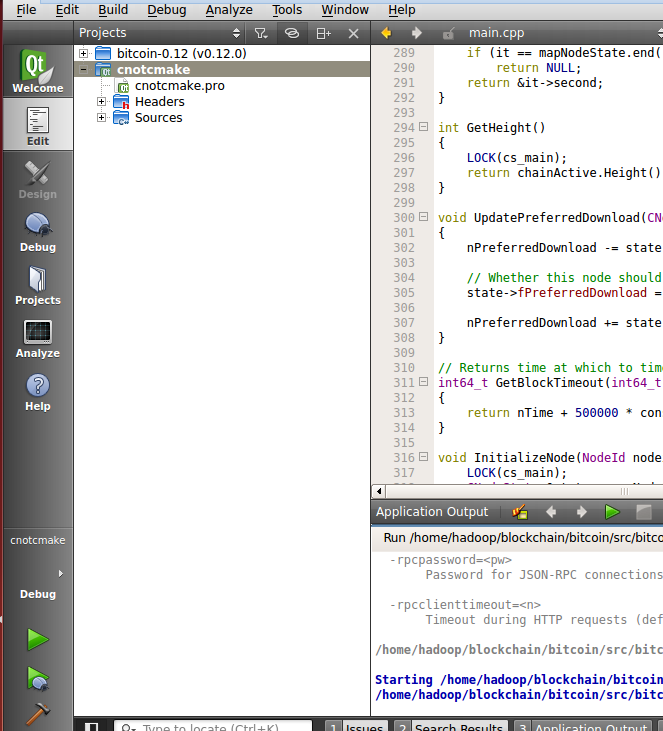 File Edit View Build Debug Analyze Tools Window Help
Projects
main.cpp
Qt
Welcome
Edit
Design
Debug
Projects
Analyze
Help
cnotcmake
Debug
bitcoin-0.12 (v0.12.0)
cnotcmake
cnotcmake.pro
Headers
Sources
289 if (it == mapNodeState.end(
290 return NULL;
291 return &it->second;
292 }
293
294 int GetHeight()
295 {
296 LOCK(cs_main);
297 return chainActive.Height()
298 }
299
300 void UpdatePreferredDownload(CN
301 {
302 nPreferredDownload -= state
303
304 // Whether this node should
305 state->fPreferredDownload =
306
307 nPreferredDownload += state
308 }
309
310 // Returns time at which to tim
311 int64_t GetBlockTimeout(int64_t
312 {
313 return nTime + 500000 * con
314 }
315
316 void InitializeNode(NodeId node
317 LOCK(cs_main);
Application Output
Run /home/hadoop/blockchain/bitcoin/src/bitco
-rpcpassword=<pw>
Password for JSON-RPC connections
-rpcclienttimeout=<n>
Timeout during HTTP requests (def
/home/hadoop/blockchain/bitcoin/src/bitc
Starting /home/hadoop/blockchain/bitcoin
/home/hadoop/blockchain/bitcoin/src/bitc
Type to locate (Ctrl+K)
1 Issues 2 Search Results 3 Application Output